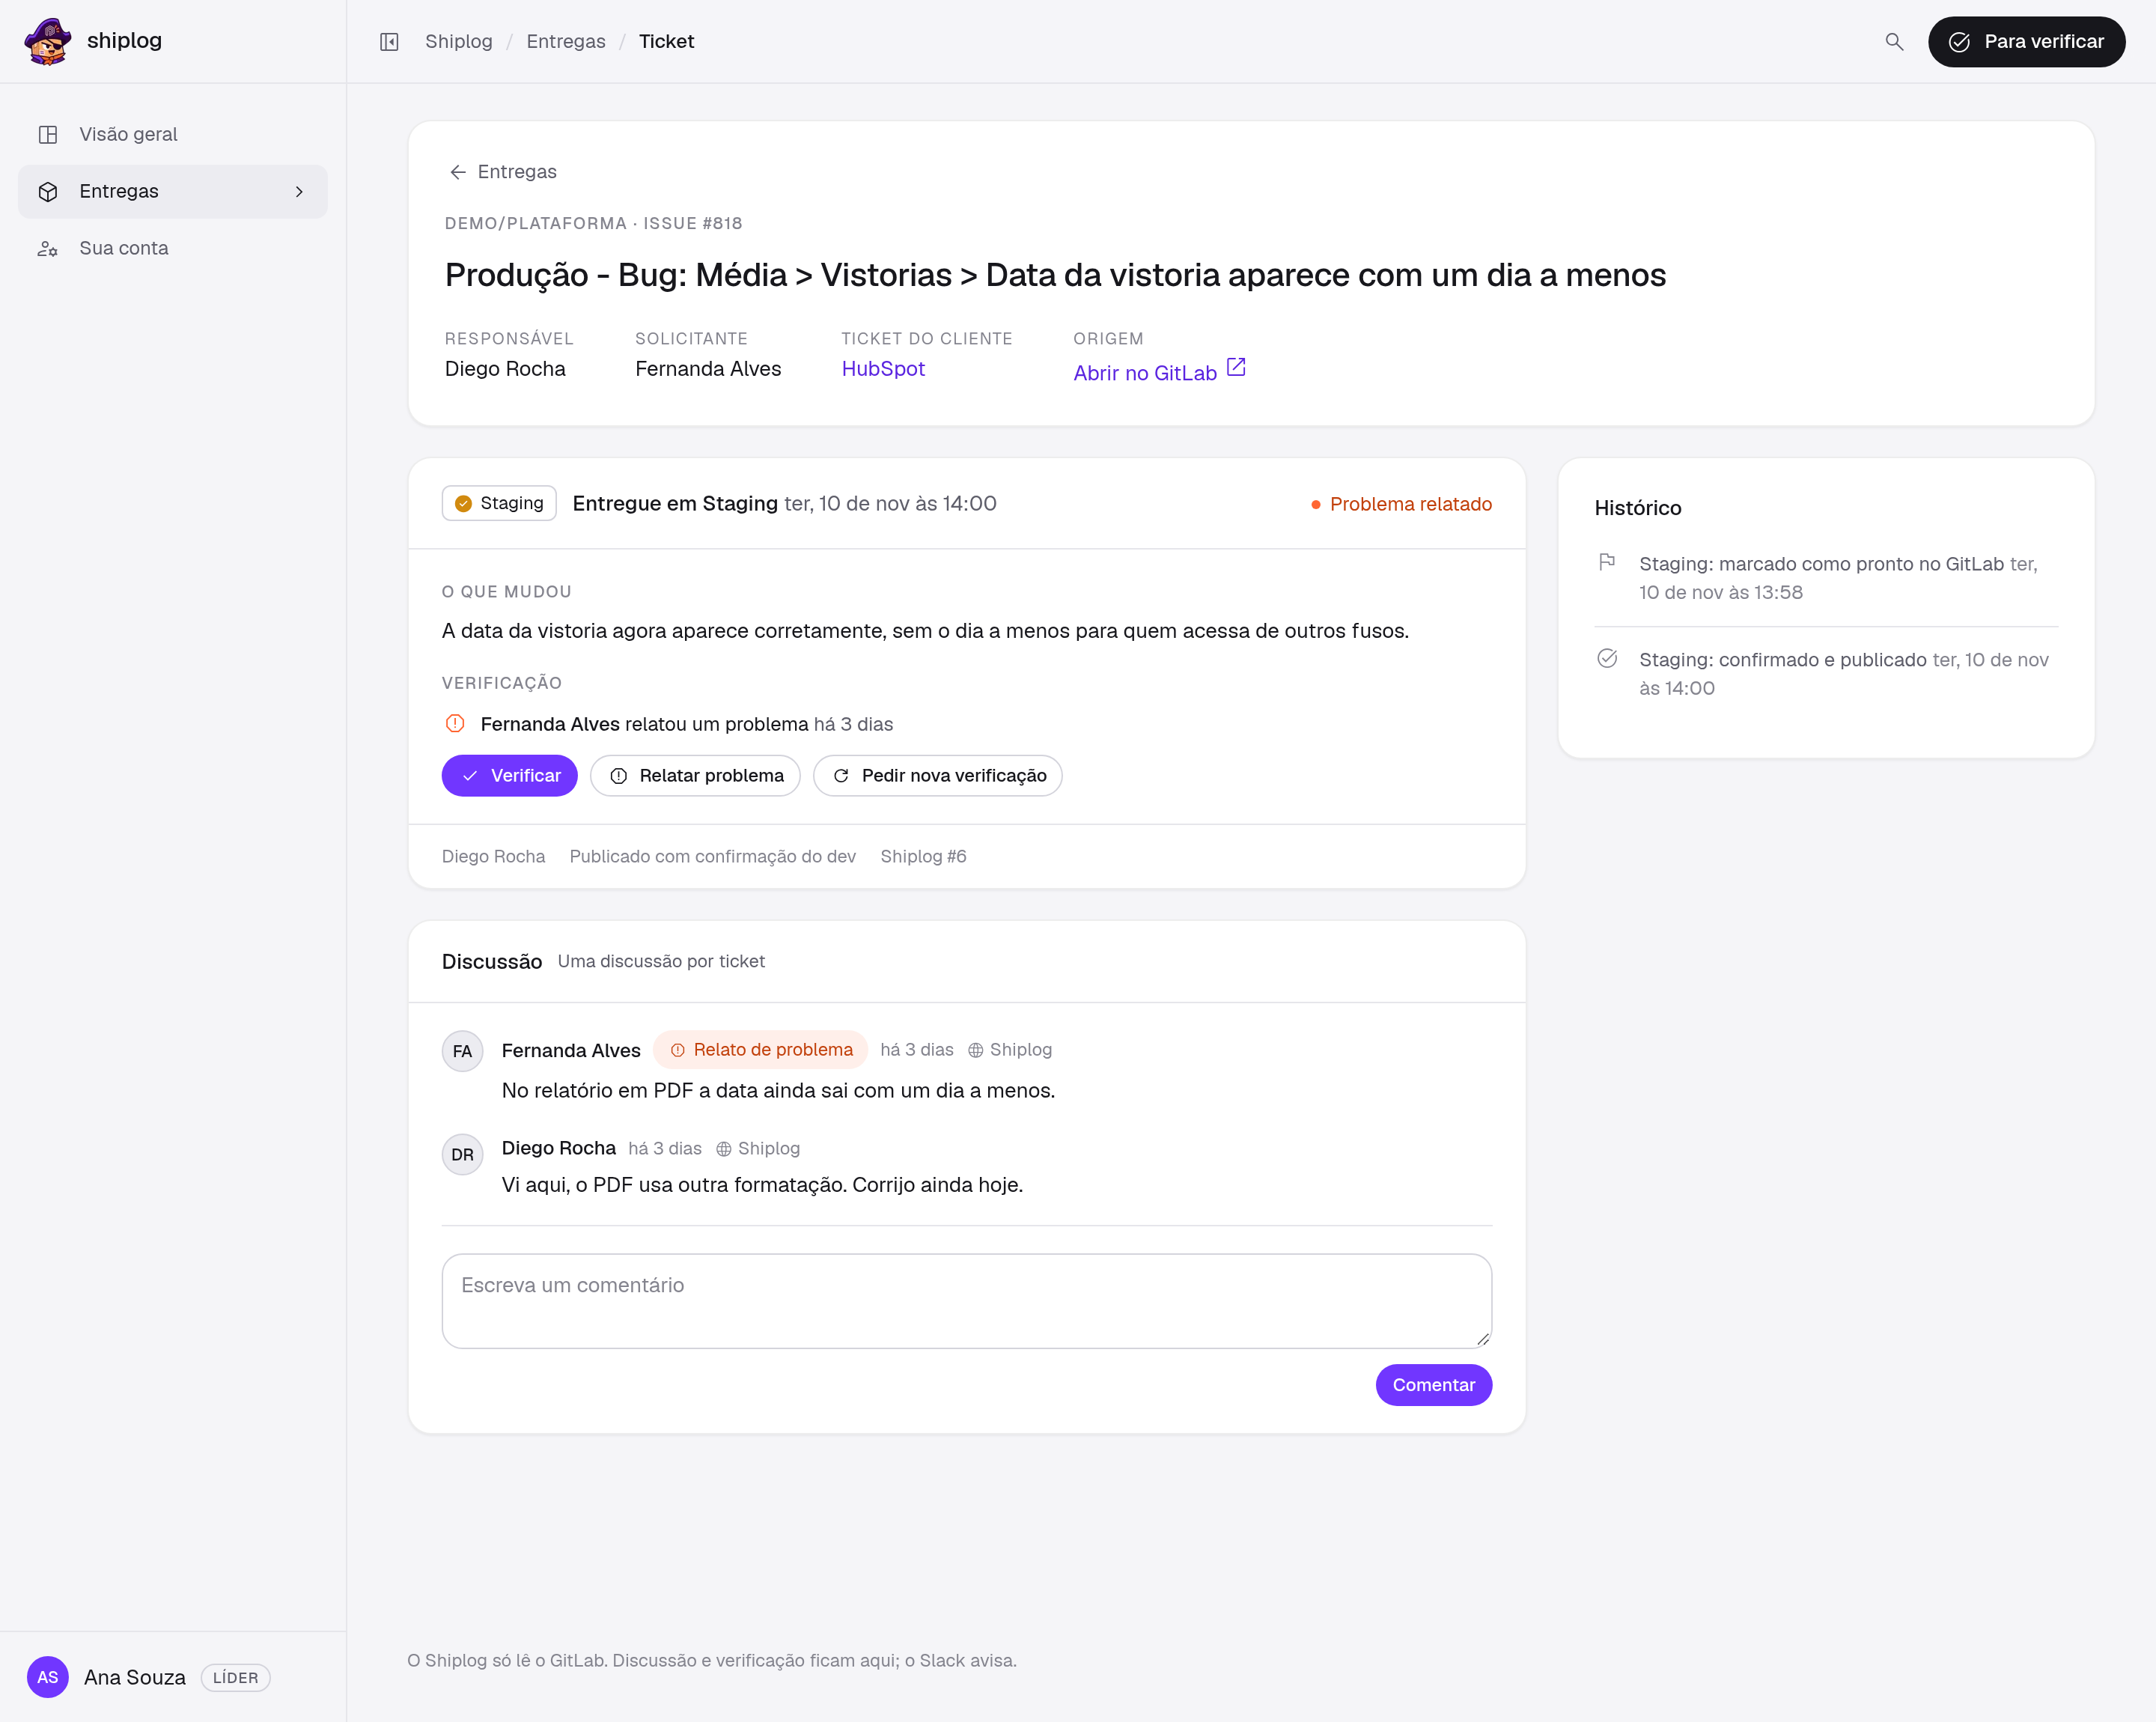 shiplog
Shiplog / Entregas / Ticket
Para verificar
Visão geral
Entregas
Sua conta
Entregas
DEMO/PLATAFORMA · ISSUE #818
Produção - Bug: Média > Vistorias > Data da vistoria aparece com um dia a menos
RESPONSÁVEL
Diego Rocha
SOLICITANTE
Fernanda Alves
TICKET DO CLIENTE
HubSpot
ORIGEM
Abrir no GitLab
Staging
Entregue em Staging ter, 10 de nov às 14:00
Problema relatado
O QUE MUDOU
A data da vistoria agora aparece corretamente, sem o dia a menos para quem acessa de outros fusos.
VERIFICAÇÃO
Fernanda Alves relatou um problema há 3 dias
Verificar
Relatar problema
Pedir nova verificação
Diego Rocha
Publicado com confirmação do dev
Shiplog #6
Histórico
Staging: marcado como pronto no GitLab ter,
10 de nov às 13:58
Staging: confirmado e publicado ter, 10 de nov
às 14:00
Discussão Uma discussão por ticket
FA
Fernanda Alves Relato de problema há 3 dias Shiplog
No relatório em PDF a data ainda sai com um dia a menos.
DR
Diego Rocha há 3 dias Shiplog
Vi aqui, o PDF usa outra formatação. Corrijo ainda hoje.
Escreva um comentário
Comentar
O Shiplog só lê o GitLab. Discussão e verificação ficam aqui; o Slack avisa.
AS
Ana Souza LÍDER